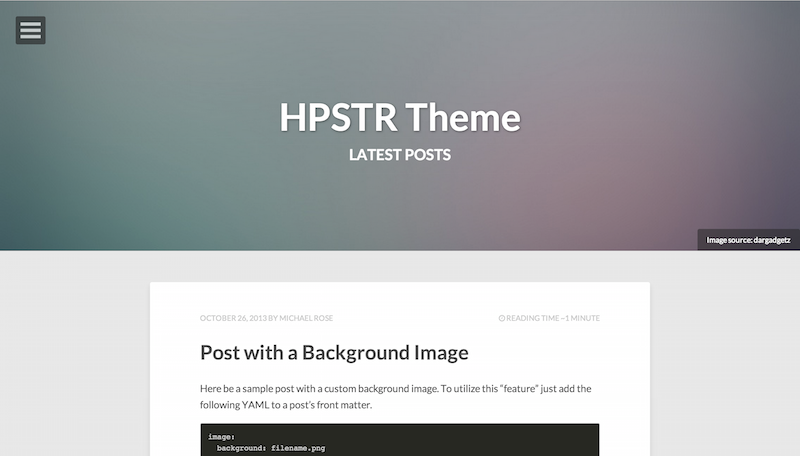 HPSTR Theme
LATEST POSTS
Image source: dargadgetz
OCTOBER 26, 2013 BY MICHAEL ROSE
READING TIME ~1 MINUTE
Post with a Background Image
Here be a sample post with a custom background image. To utilize this “feature” just add the
following YAML to a post’s front matter.
image:
  background: filename.png